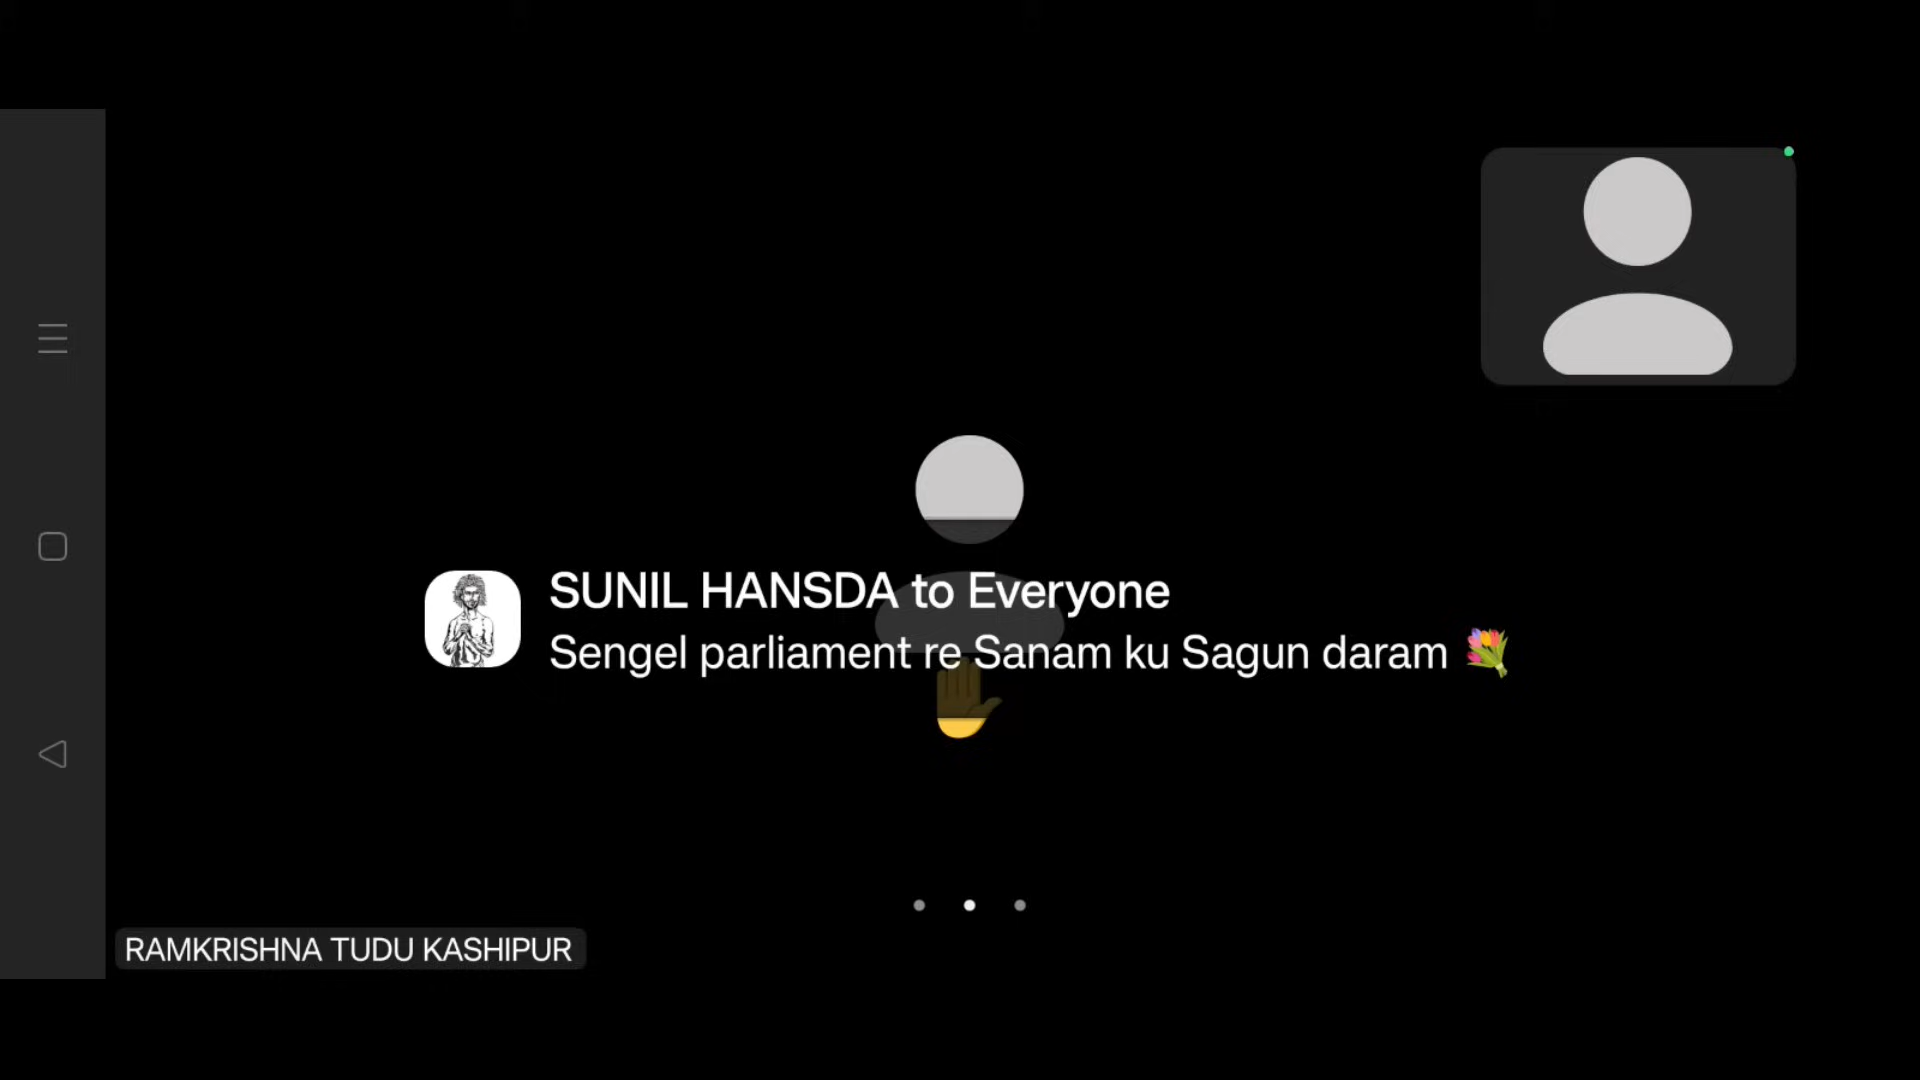 SUNIL HANSDA to Everyone
Sengel parliament re Sanam ku Sagun daram 💐
RAMKRISHNA TUDU KASHIPUR